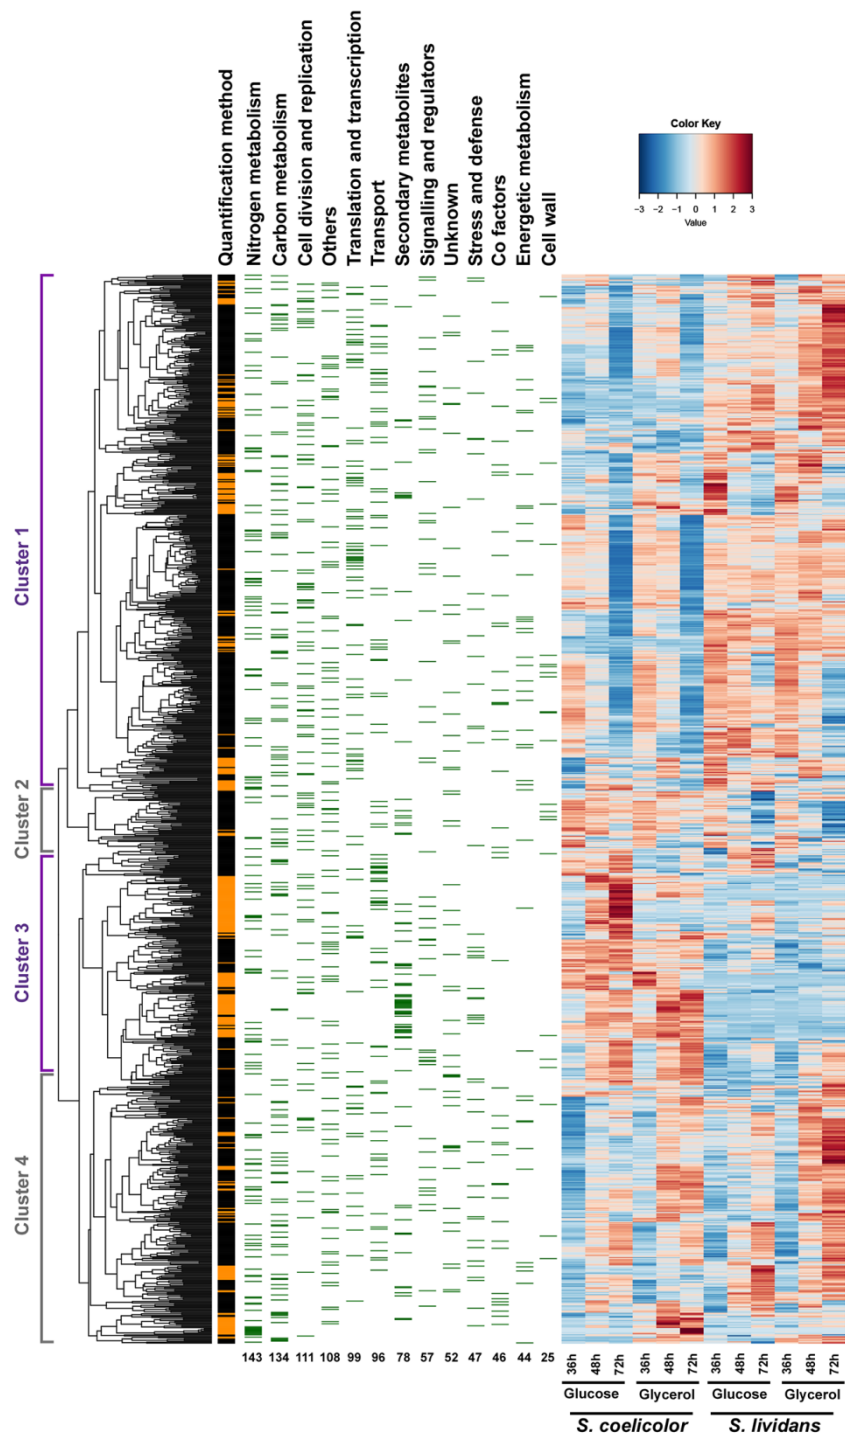 Quantification method
Nitrogen metabolism
Carbon metabolism
Cell division and replication
Others
Translation and transcription
Transport
Secondary metabolites
Signalling and regulators
Unknown
Stress and defense
Co factors
Energetic metabolism
Cell wall
Color Key
−3 −2 −1 0 1 2 3
Value
Cluster 1
Cluster 2
Cluster 3
Cluster 4
143 134 111 108 99 96 78 57 52 47 46 44 25
36h 48h 72h 36h 48h 72h 36h 48h 72h 36h 48h 72h
Glucose Glycerol Glucose Glycerol
S. coelicolor S. lividans